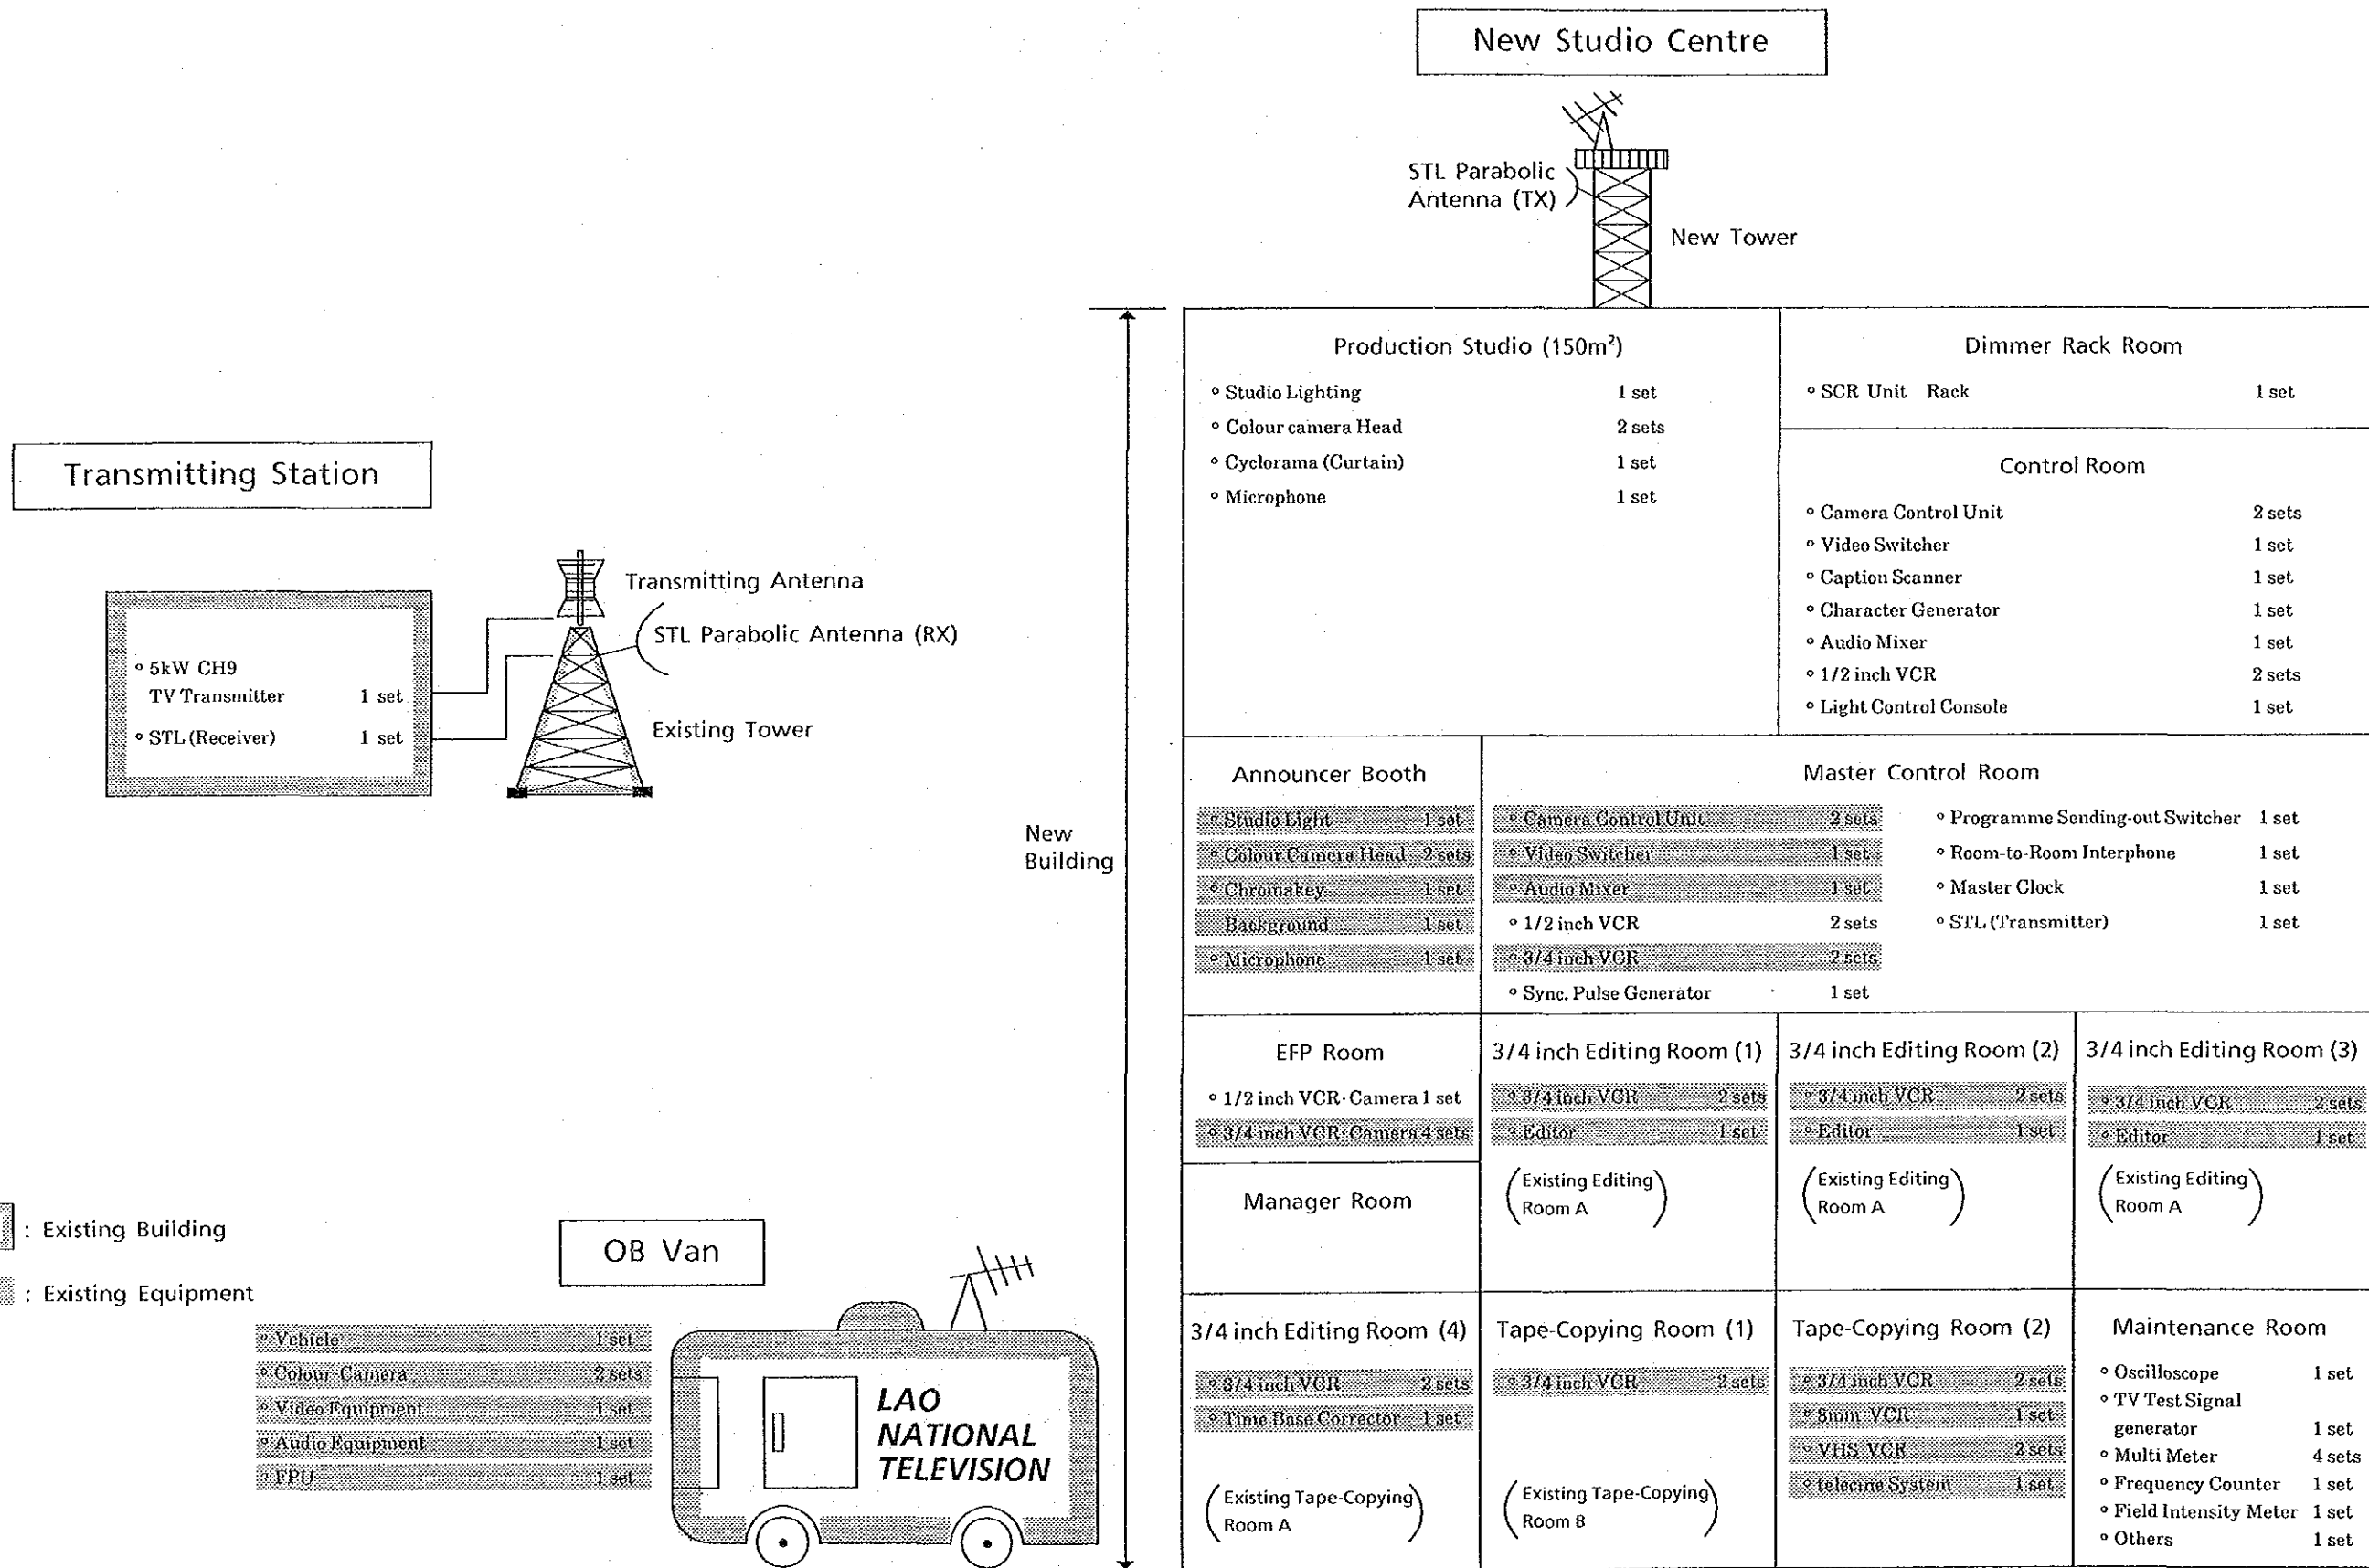 New Studio Centre
STL Parabolic
Antenna (TX)
New Tower
Transmitting Station
° 5kW CH9
TV Transmitter 1 set
° STL (Receiver) 1 set
Transmitting Antenna
STL Parabolic Antenna (RX)
Existing Tower
New
Building
Production Studio (150m²)
° Studio Lighting 1 set
° Colour camera Head 2 sets
° Cyclorama (Curtain) 1 set
° Microphone 1 set
Dimmer Rack Room
° SCR Unit Rack 1 set
Control Room
° Camera Control Unit 2 sets
° Video Switcher 1 set
° Caption Scanner 1 set
° Character Generator 1 set
° Audio Mixer 1 set
° 1/2 inch VCR 2 sets
° Light Control Console 1 set
Announcer Booth
° Studio Light 1 set
° Colour Camera Head 2 sets
° Chromakey 1 set
Background 1 set
° Microphone 1 set
Master Control Room
° Camera Control Unit 2 sets
° Video Switcher 1 set
° Audio Mixer 1 set
° 1/2 inch VCR 2 sets
° 3/4 inch VCR 2 sets
° Sync. Pulse Generator 1 set
° Programme Sending-out Switcher 1 set
° Room-to-Room Interphone 1 set
° Master Clock 1 set
° STL (Transmitter) 1 set
EFP Room
° 1/2 inch VCR·Camera 1 set
° 3/4 inch VCR·Camera 4 sets
Manager Room
3/4 inch Editing Room (1)
° 3/4 inch VCR 2 sets
° Editor 1 set
(Existing Editing
Room A)
3/4 inch Editing Room (2)
° 3/4 inch VCR 2 sets
° Editor 1 set
(Existing Editing
Room A)
3/4 inch Editing Room (3)
° 3/4 inch VCR 2 sets
° Editor 1 set
(Existing Editing
Room A)
3/4 inch Editing Room (4)
° 3/4 inch VCR 2 sets
° Time Base Corrector 1 set
(Existing Tape-Copying
Room A)
Tape-Copying Room (1)
° 3/4 inch VCR 2 sets
(Existing Tape-Copying
Room B)
Tape-Copying Room (2)
° 3/4 inch VCR 2 sets
° 8mm VCR 1 set
° VHS VCR 2 sets
° telecine System 1 set
Maintenance Room
° Oscilloscope 1 set
° TV Test Signal
generator 1 set
° Multi Meter 4 sets
° Frequency Counter 1 set
° Field Intensity Meter 1 set
° Others 1 set
: Existing Building
: Existing Equipment
OB Van
° Vehicle 1 set
° Colour Camera 2 sets
° Video Equipment 1 set
° Audio Equipment 1 set
° FPU 1 set
LAO
NATIONAL
TELEVISION